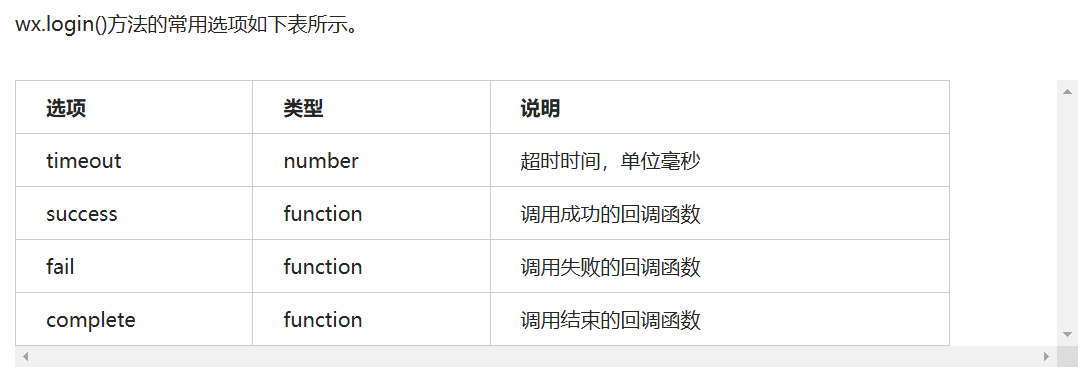 wx.login()方法的常用选项如下表所示。
选项 类型 说明
timeout number 超时时间，单位毫秒
success function 调用成功的回调函数
fail function 调用失败的回调函数
complete function 调用结束的回调函数